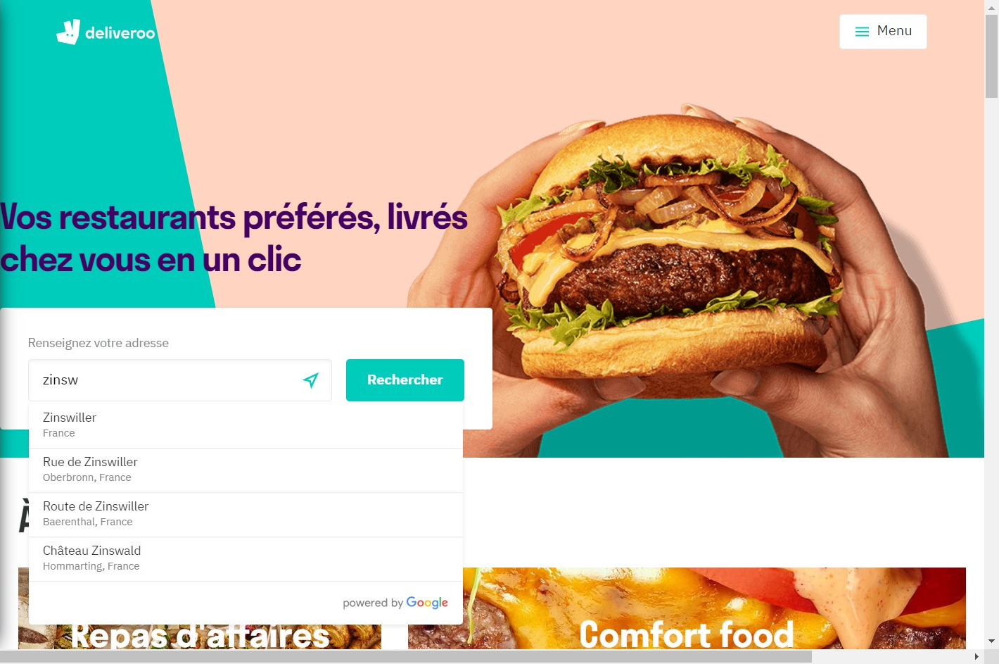 deliveroo
Menu
Vos restaurants préférés, livrés
chez vous en un clic
Renseignez votre adresse
zinsw
Rechercher
Zinswiller
France
Rue de Zinswiller
Oberbronn, France
Route de Zinswiller
Baerenthal, France
Château Zinswald
Hommarting, France
powered by Google
À
Repas d'affaires
Comfort food